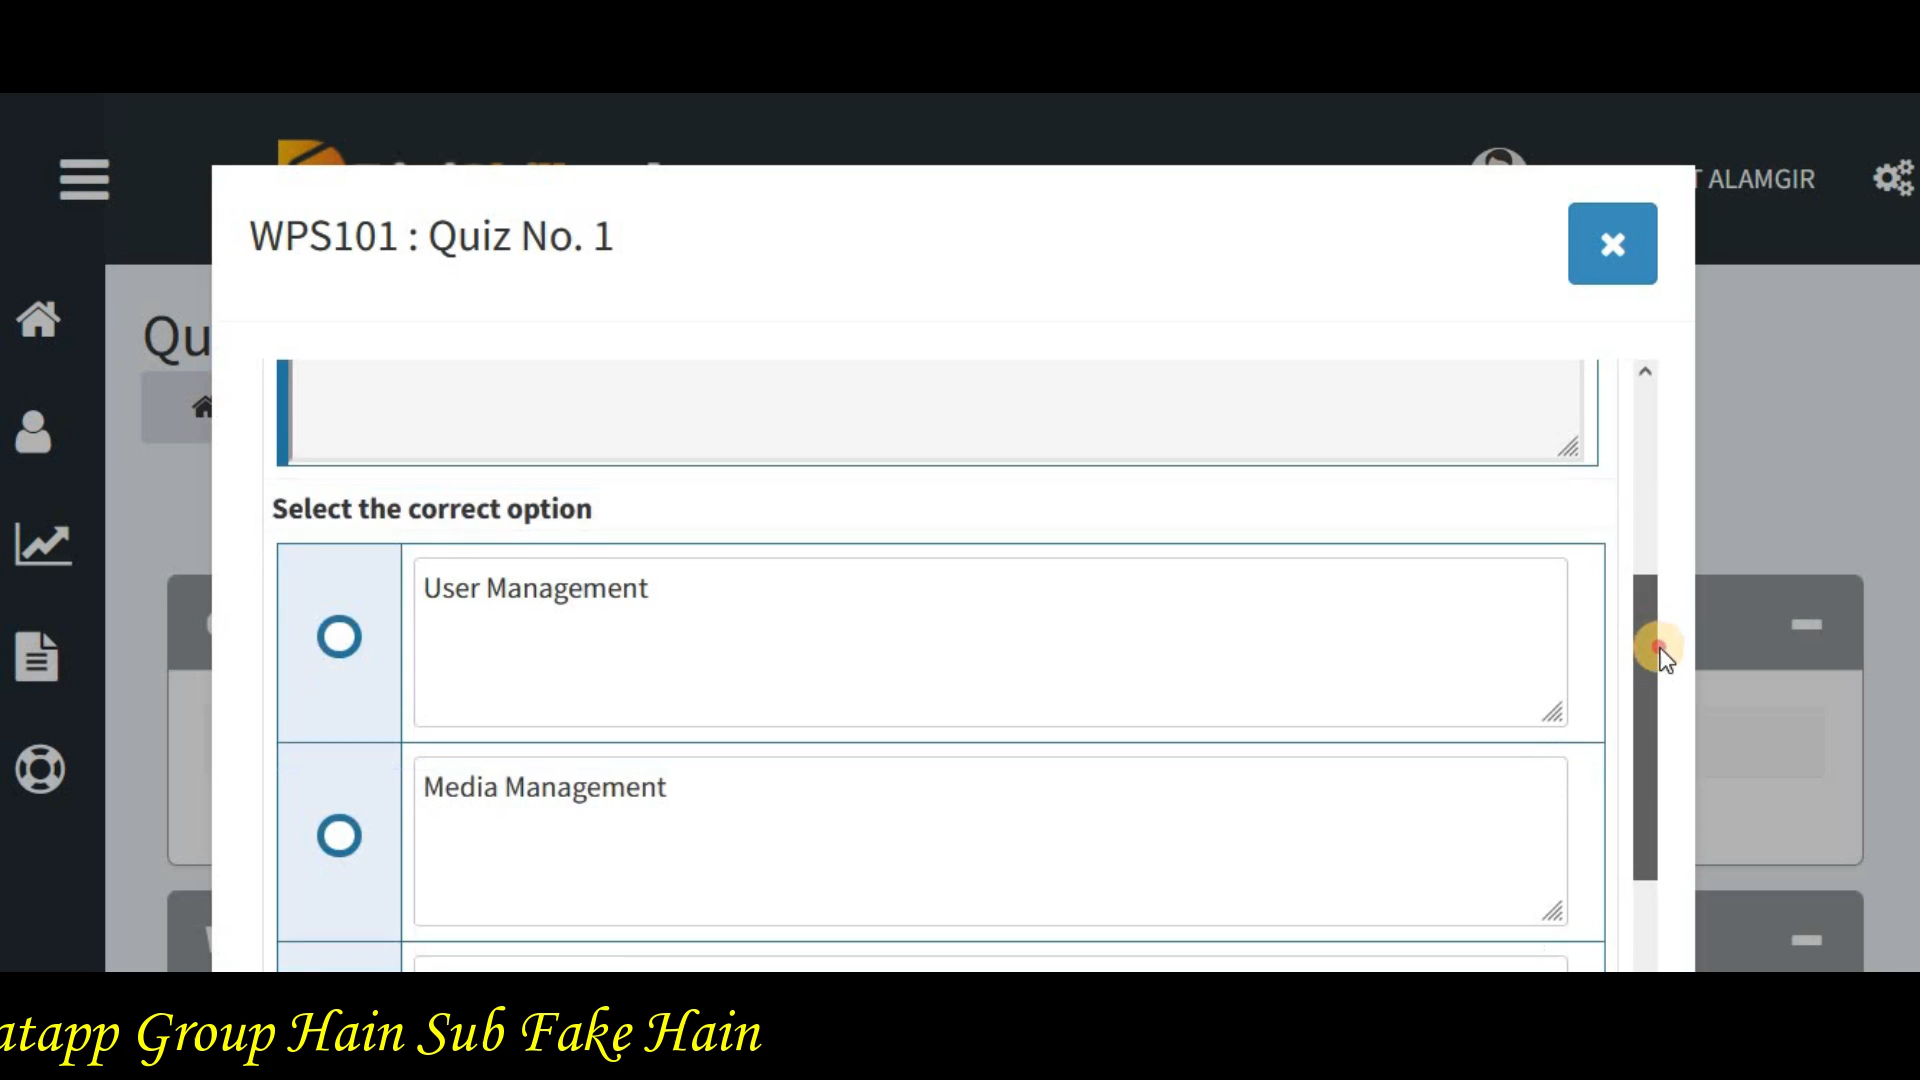 T ALAMGIR
WPS101 : Quiz No. 1
Qu
Select the correct option
User Management
Media Management
atapp Group Hain Sub Fake Hain